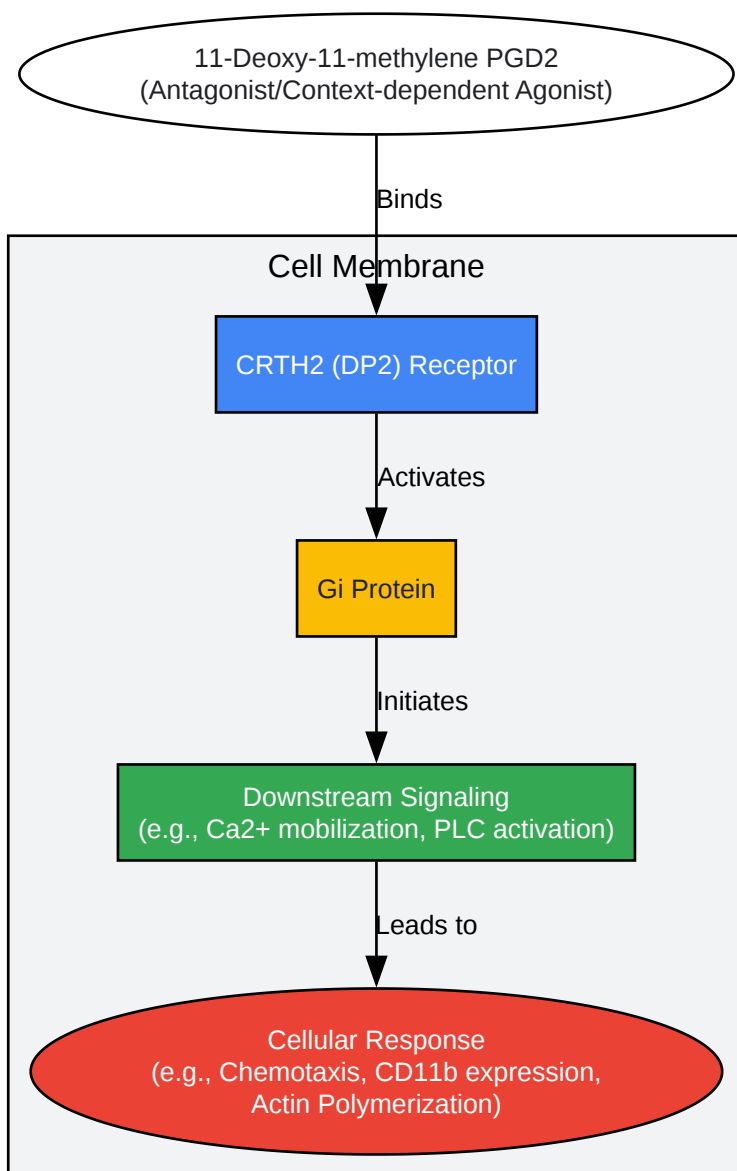 11-Deoxy-11-methylene PGD2
(Antagonist/Context-dependent Agonist)
Binds
Cell Membrane
CRTH2 (DP2) Receptor
Activates
Gi Protein
Initiates
Downstream Signaling
(e.g., Ca2+ mobilization, PLC activation)
Leads to
Cellular Response
(e.g., Chemotaxis, CD11b expression,
Actin Polymerization)